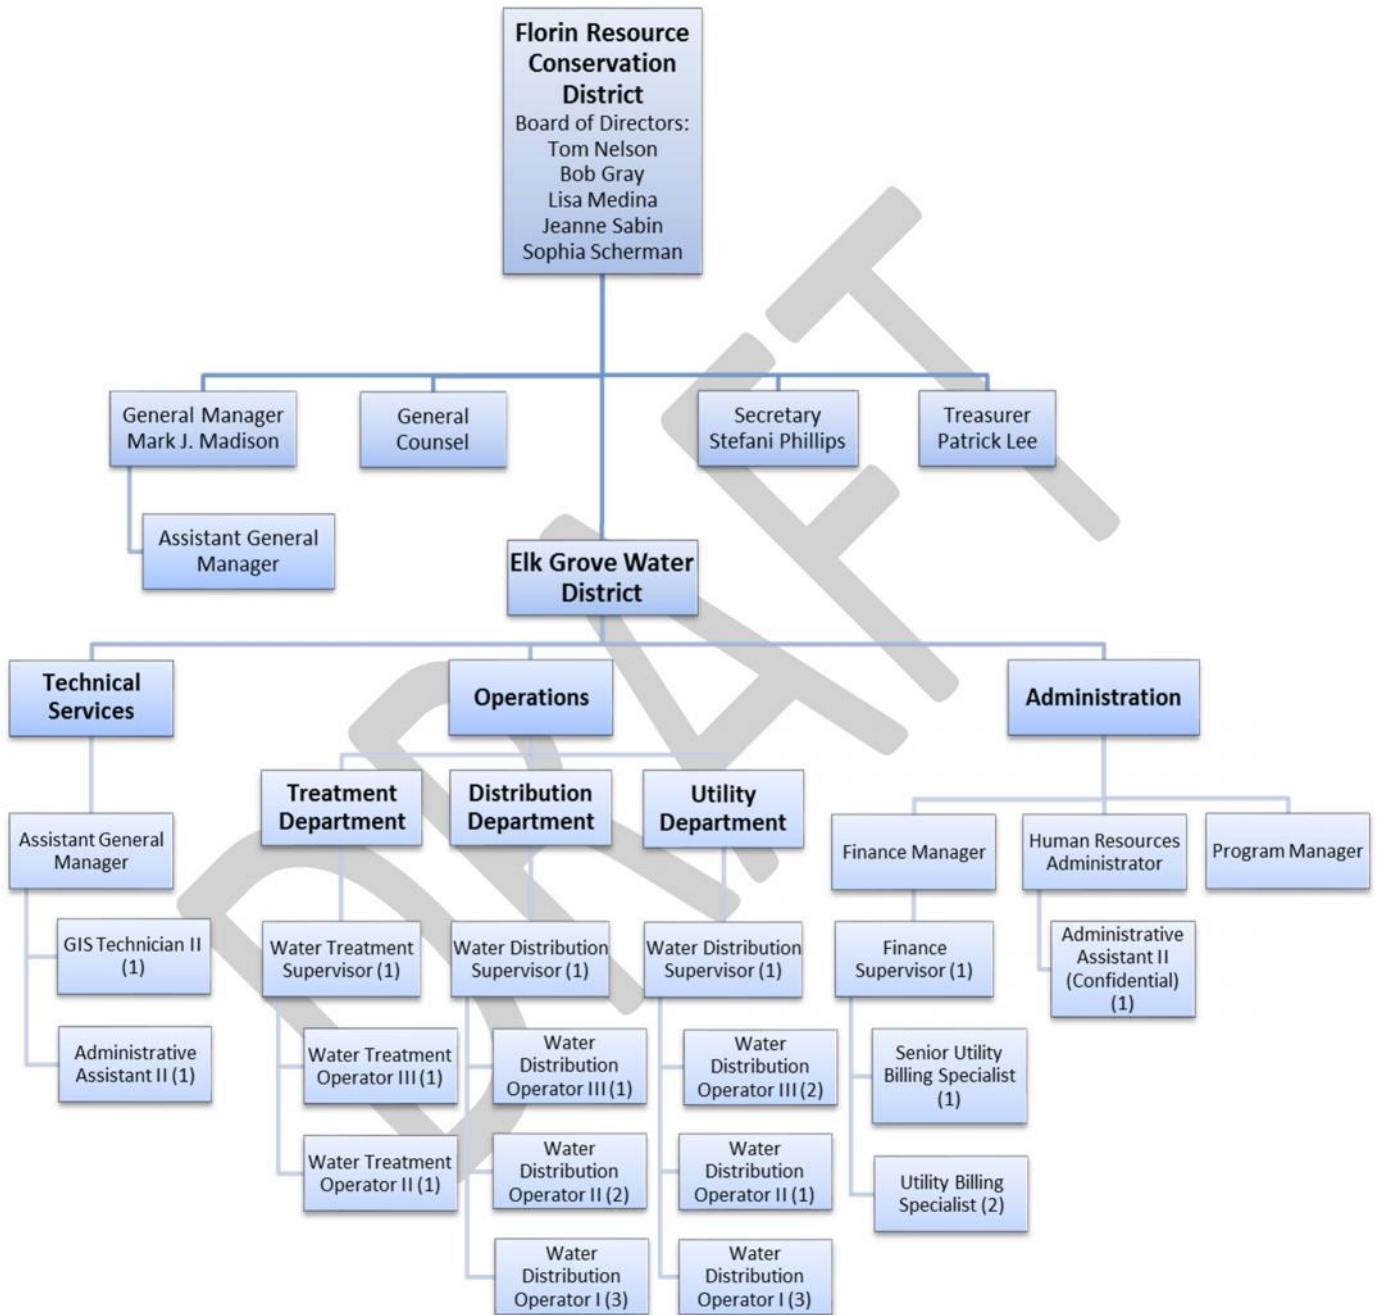 Florin Resource
Conservation
District
Board of Directors:
Tom Nelson
Bob Gray
Lisa Medina
Jeanne Sabin
Sophia Scherman
General Manager
Mark J. Madison
General
Counsel
Secretary
Stefani Phillips
Treasurer
Patrick Lee
Assistant General
Manager
Elk Grove Water
District
Technical
Services
Operations
Administration
Treatment
Department
Distribution
Department
Utility
Department
Assistant General
Manager
Finance Manager
Human Resources
Administrator
Program Manager
GIS Technician II
(1)
Water Treatment
Supervisor (1)
Water Distribution
Supervisor (1)
Water Distribution
Supervisor (1)
Finance
Supervisor (1)
Administrative
Assistant II
(Confidential)
(1)
Administrative
Assistant II (1)
Water Treatment
Operator III (1)
Water
Distribution
Operator III (1)
Water
Distribution
Operator III (2)
Senior Utility
Billing Specialist
(1)
Water Treatment
Operator II (1)
Water
Distribution
Operator II (2)
Water
Distribution
Operator II (1)
Utility Billing
Specialist (2)
Water
Distribution
Operator I (3)
Water
Distribution
Operator I (3)
DRAFT